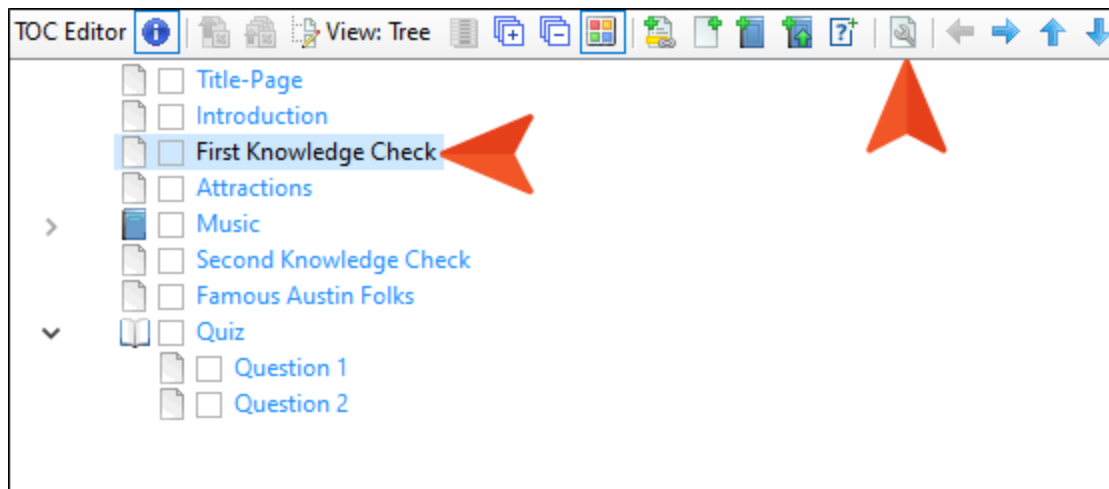 TOC Editor View: Tree
Title-Page
Introduction
First Knowledge Check
Attractions
Music
Second Knowledge Check
Famous Austin Folks
Quiz
Question 1
Question 2